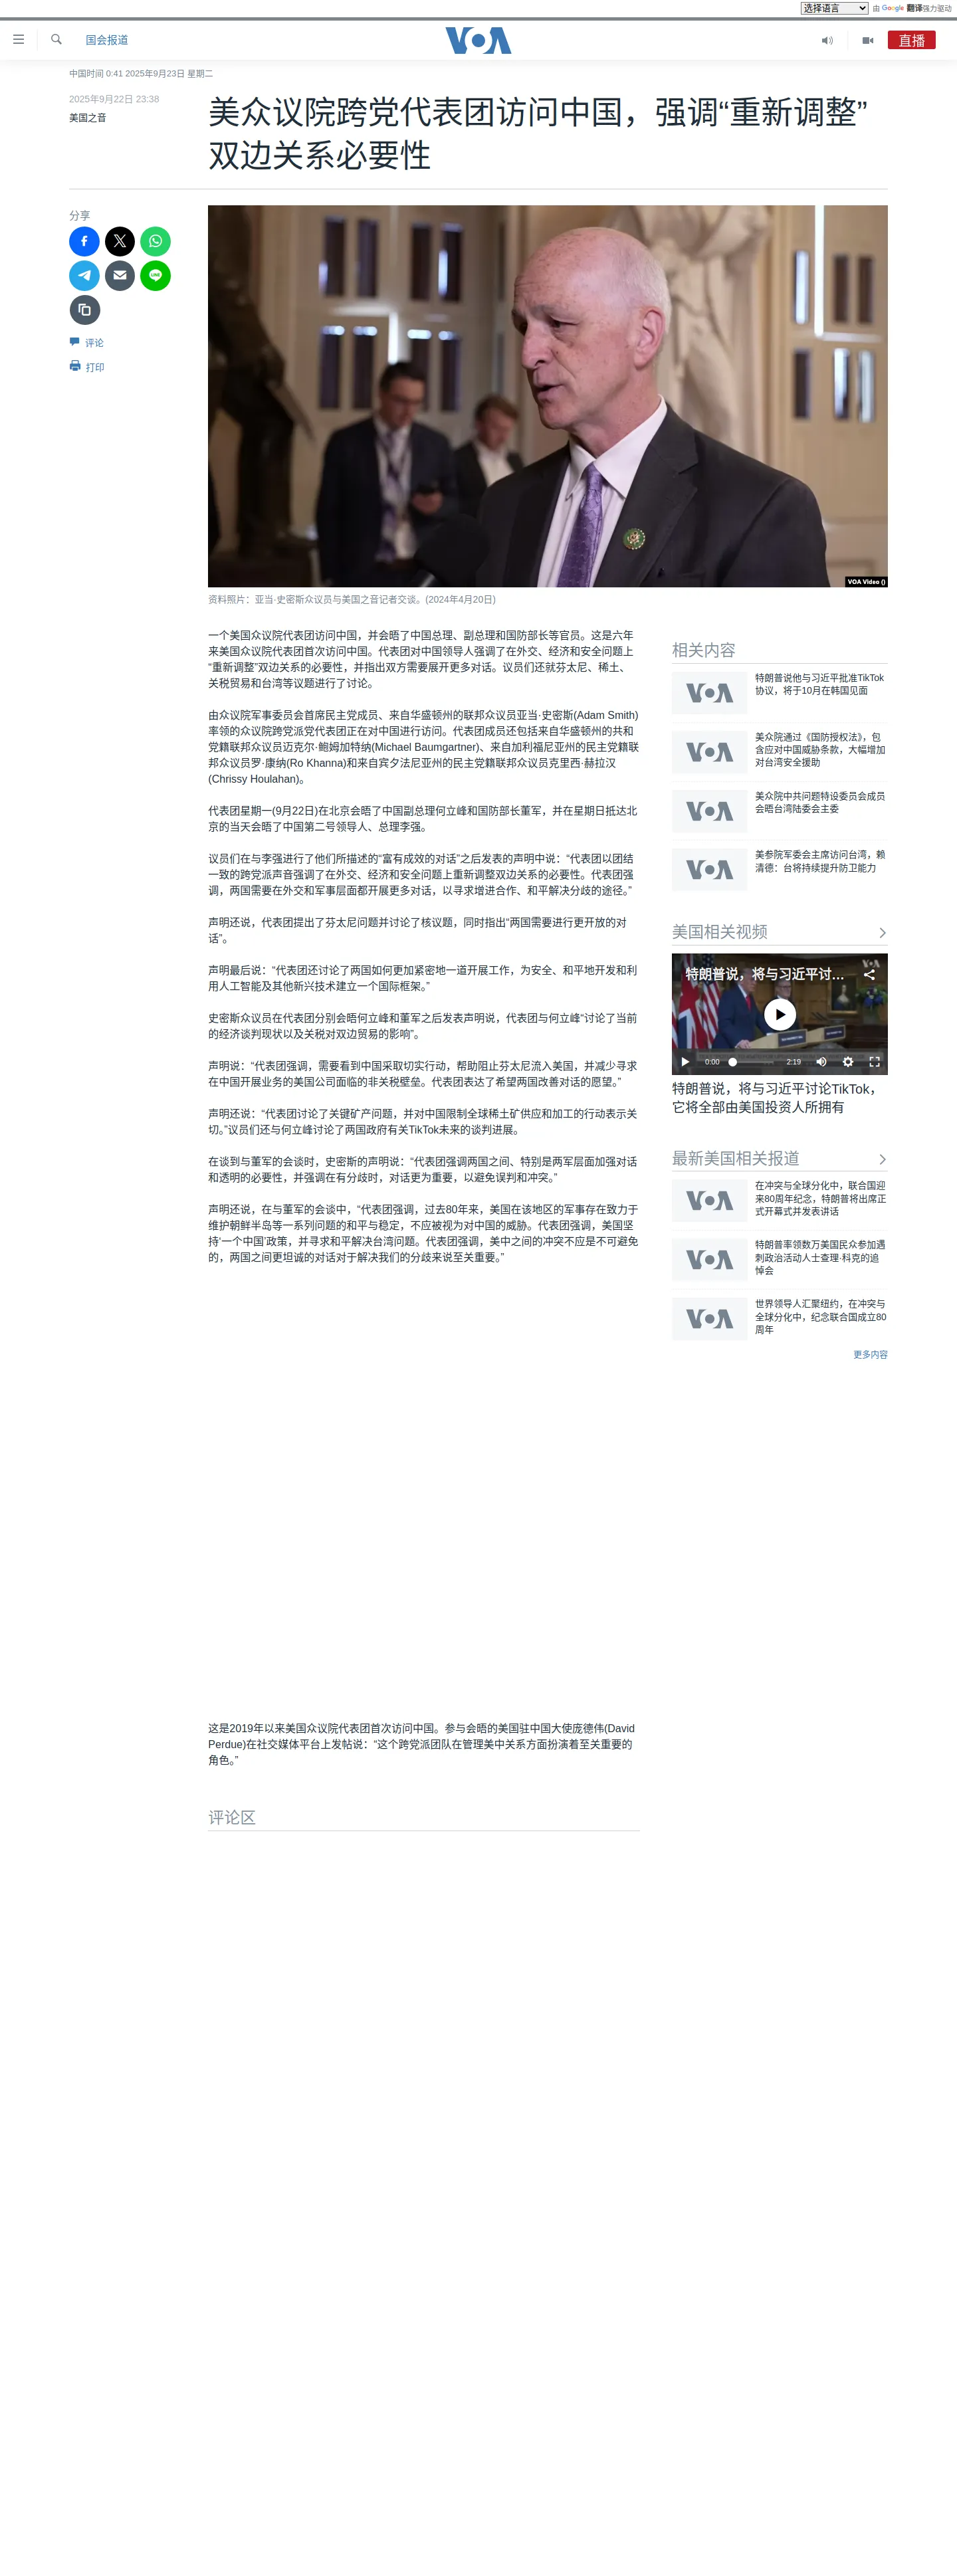 选择语言 由 Google 翻译强力驱动
国会报道
VOA
直播
中国时间 0:41 2025年9月23日 星期二
2025年9月22日 23:38
美国之音
美众议院跨党代表团访问中国，强调“重新调整”
双边关系必要性
分享
评论
打印
VOA Video ()
资料照片：亚当·史密斯众议员与美国之音记者交谈。(2024年4月20日)
一个美国众议院代表团访问中国，并会晤了中国总理、副总理和国防部长等官员。这是六年
来美国众议院代表团首次访问中国。代表团对中国领导人强调了在外交、经济和安全问题上
“重新调整”双边关系的必要性，并指出双方需要展开更多对话。议员们还就芬太尼、稀土、
关税贸易和台湾等议题进行了讨论。
由众议院军事委员会首席民主党成员、来自华盛顿州的联邦众议员亚当·史密斯(Adam Smith)
率领的众议院跨党派党代表团正在对中国进行访问。代表团成员还包括来自华盛顿州的共和
党籍联邦众议员迈克尔·鲍姆加特纳(Michael Baumgartner)、来自加利福尼亚州的民主党籍联
邦众议员罗·康纳(Ro Khanna)和来自宾夕法尼亚州的民主党籍联邦众议员克里西·赫拉汉
(Chrissy Houlahan)。
代表团星期一(9月22日)在北京会晤了中国副总理何立峰和国防部长董军，并在星期日抵达北
京的当天会晤了中国第二号领导人、总理李强。
议员们在与李强进行了他们所描述的“富有成效的对话”之后发表的声明中说：“代表团以团结
一致的跨党派声音强调了在外交、经济和安全问题上重新调整双边关系的必要性。代表团强
调，两国需要在外交和军事层面都开展更多对话，以寻求增进合作、和平解决分歧的途径。”
声明还说，代表团提出了芬太尼问题并讨论了核议题，同时指出“两国需要进行更开放的对
话”。
声明最后说：“代表团还讨论了两国如何更加紧密地一道开展工作，为安全、和平地开发和利
用人工智能及其他新兴技术建立一个国际框架。”
史密斯众议员在代表团分别会晤何立峰和董军之后发表声明说，代表团与何立峰“讨论了当前
的经济谈判现状以及关税对双边贸易的影响”。
声明说：“代表团强调，需要看到中国采取切实行动，帮助阻止芬太尼流入美国，并减少寻求
在中国开展业务的美国公司面临的非关税壁垒。代表团表达了希望两国改善对话的愿望。”
声明还说：“代表团讨论了关键矿产问题，并对中国限制全球稀土矿供应和加工的行动表示关
切。”议员们还与何立峰讨论了两国政府有关TikTok未来的谈判进展。
在谈到与董军的会谈时，史密斯的声明说：“代表团强调两国之间、特别是两军层面加强对话
和透明的必要性，并强调在有分歧时，对话更为重要，以避免误判和冲突。”
声明还说，在与董军的会谈中，“代表团强调，过去80年来，美国在该地区的军事存在致力于
维护朝鲜半岛等一系列问题的和平与稳定，不应被视为对中国的威胁。代表团强调，美国坚
持‘一个中国’政策，并寻求和平解决台湾问题。代表团强调，美中之间的冲突不应是不可避免
的，两国之间更坦诚的对话对于解决我们的分歧来说至关重要。”
这是2019年以来美国众议院代表团首次访问中国。参与会晤的美国驻中国大使庞德伟(David
Perdue)在社交媒体平台上发帖说：“这个跨党派团队在管理美中关系方面扮演着至关重要的
角色。”
评论区
相关内容
VOA
特朗普说他与习近平批准TikTok
协议，将于10月在韩国见面
VOA
美众院通过《国防授权法》，包
含应对中国威胁条款，大幅增加
对台湾安全援助
VOA
美众院中共问题特设委员会成员
会晤台湾陆委会主委
VOA
美参院军委会主席访问台湾，赖
清德：台将持续提升防卫能力
美国相关视频
VOA
特朗普说，将与习近平讨...
0:00 2:19
特朗普说，将与习近平讨论TikTok，
它将全部由美国投资人所拥有
最新美国相关报道
VOA
在冲突与全球分化中，联合国迎
来80周年纪念，特朗普将出席正
式开幕式并发表讲话
VOA
特朗普率领数万美国民众参加遇
刺政治活动人士查理·科克的追
悼会
VOA
世界领导人汇聚纽约，在冲突与
全球分化中，纪念联合国成立80
周年
更多内容